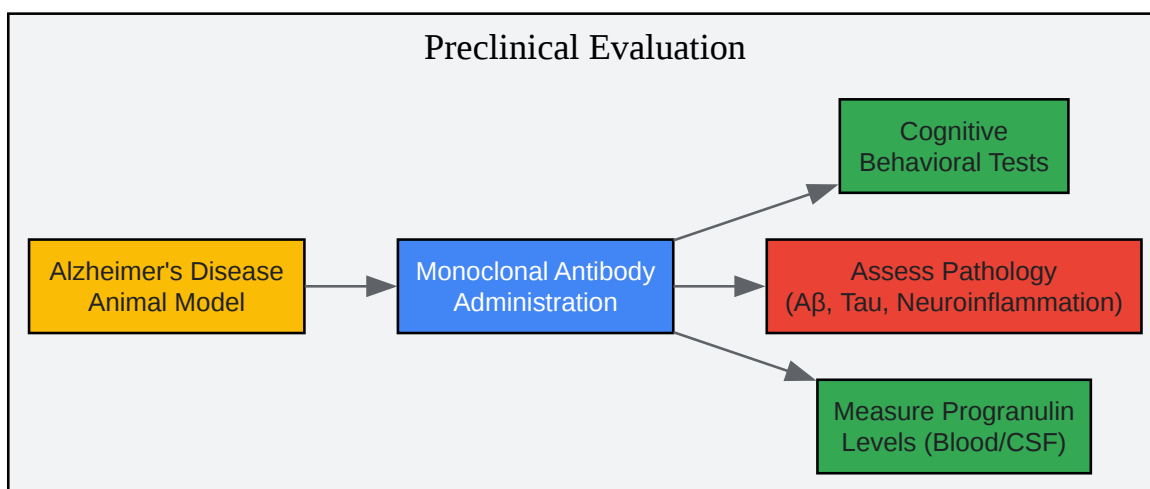 Preclinical Evaluation
Cognitive
Behavioral Tests
Alzheimer's Disease
Animal Model
Monoclonal Antibody
Administration
Assess Pathology
(Aβ, Tau, Neuroinflammation)
Measure Progranulin
Levels (Blood/CSF)